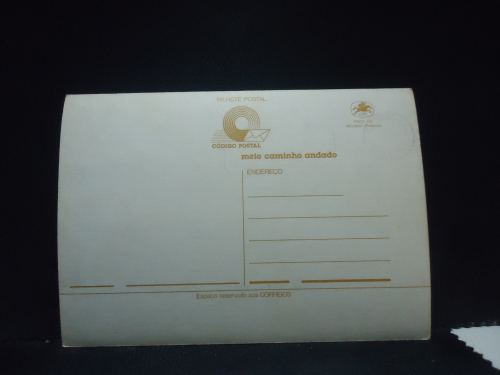 BILHETE POSTAL
CÓDIGO POSTAL
meio caminho andado
ENDEREÇO
Espaço reservado aos CORREIOS